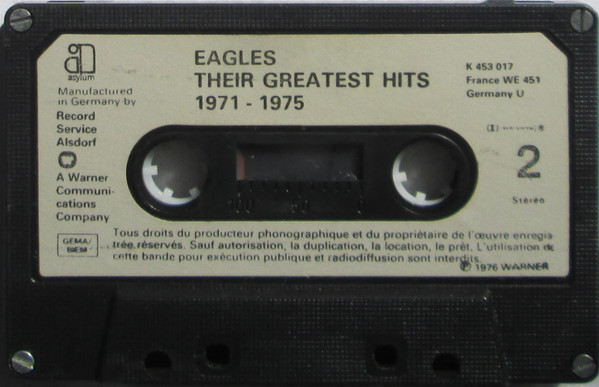 asylum
Manufactured
in Germany by
Record
Service
Alsdorf
A Warner
Communi-
cations
Company
GEMA/
BIEM
EAGLES
THEIR GREATEST HITS
1971 - 1975
K 453 017
France WE 451
Germany U
2
Stereo
100 50 0
Tous droits du producteur phonographique et du propriétaire de l'œuvre enregis-
trée réservés. Sauf autorisation, la duplication, la location, le prêt. L'utilisation de
cette bande pour exécution publique et radiodiffusion sont interdits.
℗ 1976 WARNER